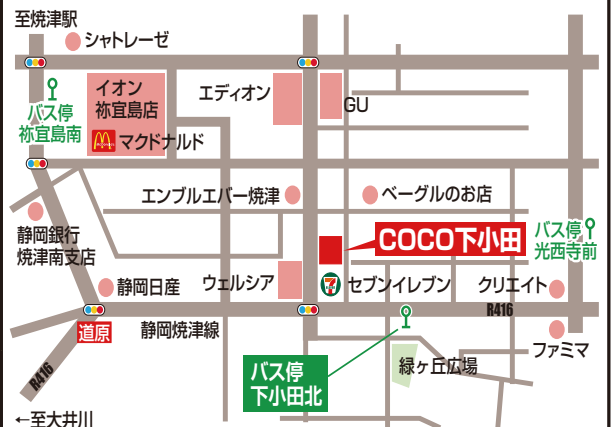 至焼津駅
シャトレーゼ
イオン
祢宜島店
マクドナルド
エディオン
GU
バス停
祢宜島南
エンブルエバー焼津
ベーグルのお店
静岡銀行
焼津南支店
COCO下小田
バス停
光西寺前
静岡日産
ウェルシア
セブンイレブン
クリエイト
R416
道原
静岡焼津線
ファミマ
R416
バス停
下小田北
緑ヶ丘広場
←至大井川